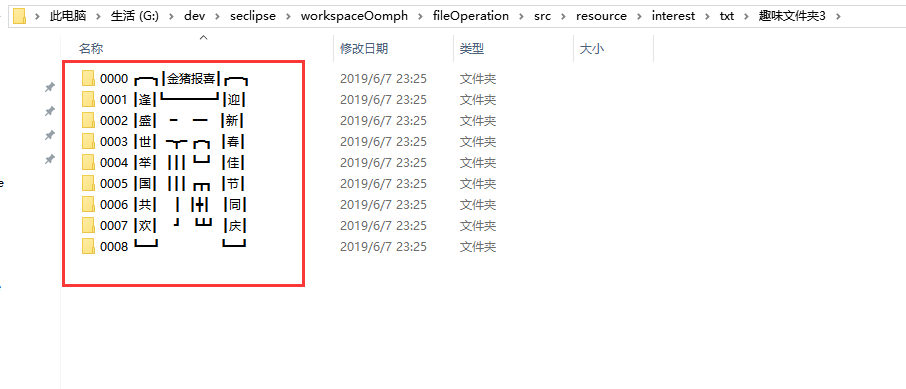 此电脑 > 生活 (G:) > dev > seclipse > workspaceOomph > fileOperation > src > resource > interest > txt > 趣味文件夹3 >
名称 修改日期 类型 大小
0000 ┏━┓┃金猪报喜┃┏━┓ 2019/6/7 23:25 文件夹
0001 ┃逢┃┗━━━━┛┃迎┃ 2019/6/7 23:25 文件夹
0002 ┃盛┃ ━ ━━ ┃新┃ 2019/6/7 23:25 文件夹
0003 ┃世┃ ━┳━ ┏━┓ ┃春┃ 2019/6/7 23:25 文件夹
0004 ┃举┃ ┃┃┃ ┗━┛ ┃佳┃ 2019/6/7 23:25 文件夹
0005 ┃国┃ ┃┃┃ ┏┳┓ ┃节┃ 2019/6/7 23:25 文件夹
0006 ┃共┃ ┃ ┃╋┃ ┃同┃ 2019/6/7 23:25 文件夹
0007 ┃欢┃ ┛ ┗┻┛ ┃庆┃ 2019/6/7 23:25 文件夹
0008 ┗━┛ ┗━┛ 2019/6/7 23:25 文件夹